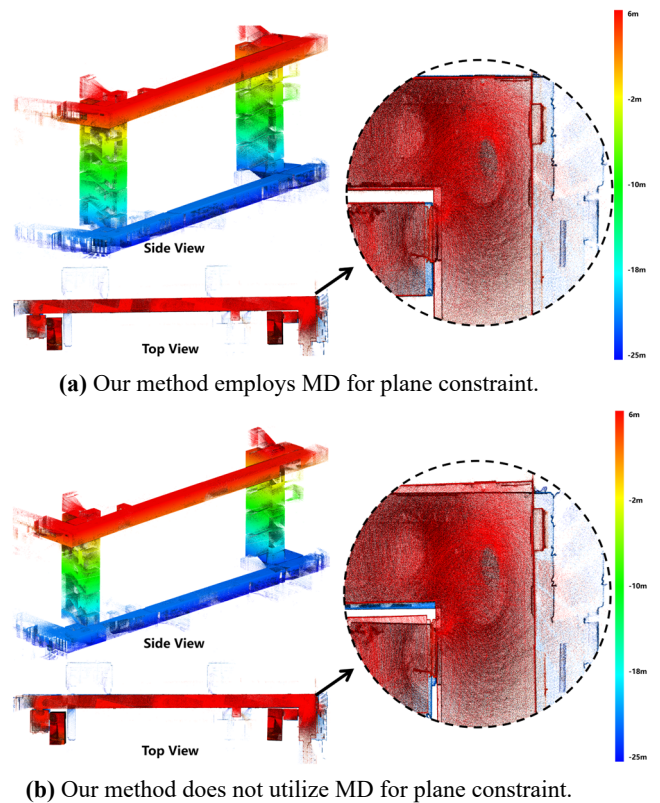 6m
-2m
-10m
-18m
-25m
Side View
Top View
(a) Our method employs MD for plane constraint.
6m
-2m
-10m
-18m
-25m
Side View
Top View
(b) Our method does not utilize MD for plane constraint.